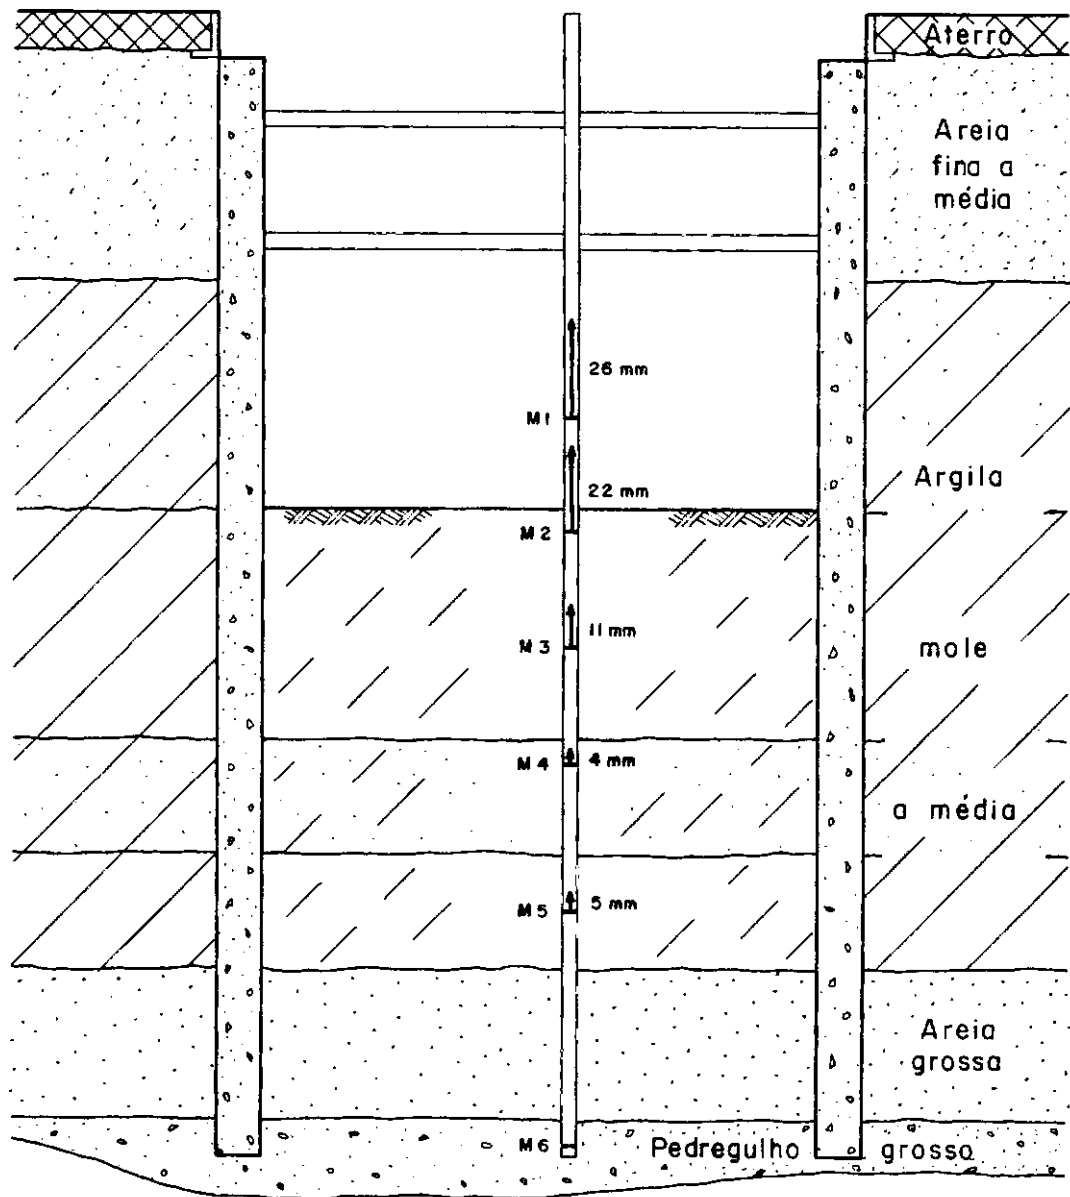 Aterro
Areia
fina a
média
26 mm
M1
Argila
22 mm
M2
11 mm
M3
mole
M4
4 mm
a média
M5
5 mm
Areia
grossa
M6
Pedregulho grosso